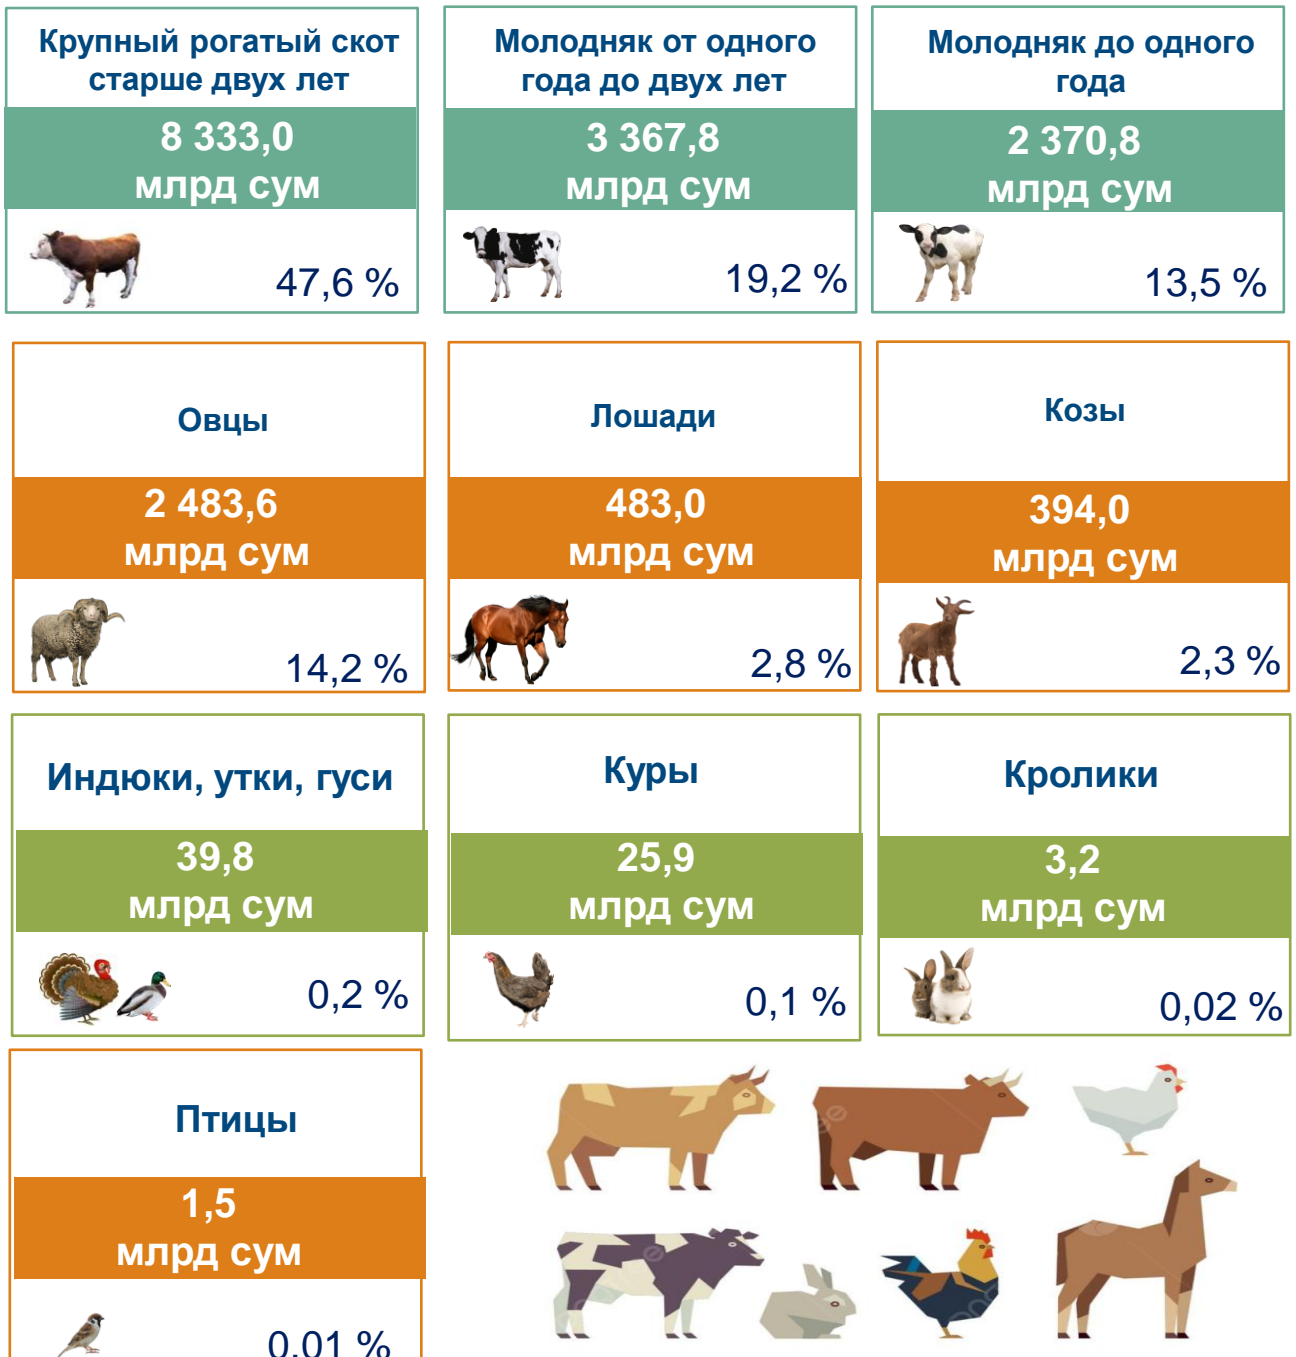 Крупный рогатый скот
старше двух лет
8 333,0
млрд сум
47,6 %
Молодняк от одного
года до двух лет
3 367,8
млрд сум
19,2 %
Молодняк до одного
года
2 370,8
млрд сум
13,5 %
Овцы
2 483,6
млрд сум
14,2 %
Лошади
483,0
млрд сум
2,8 %
Козы
394,0
млрд сум
2,3 %
Индюки, утки, гуси
39,8
млрд сум
0,2 %
Куры
25,9
млрд сум
0,1 %
Кролики
3,2
млрд сум
0,02 %
Птицы
1,5
млрд сум
0,01 %